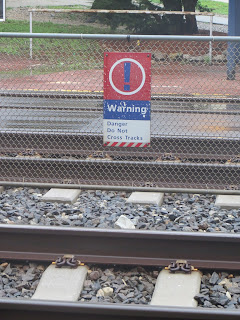 Warning
Danger
Do Not
Cross Tracks